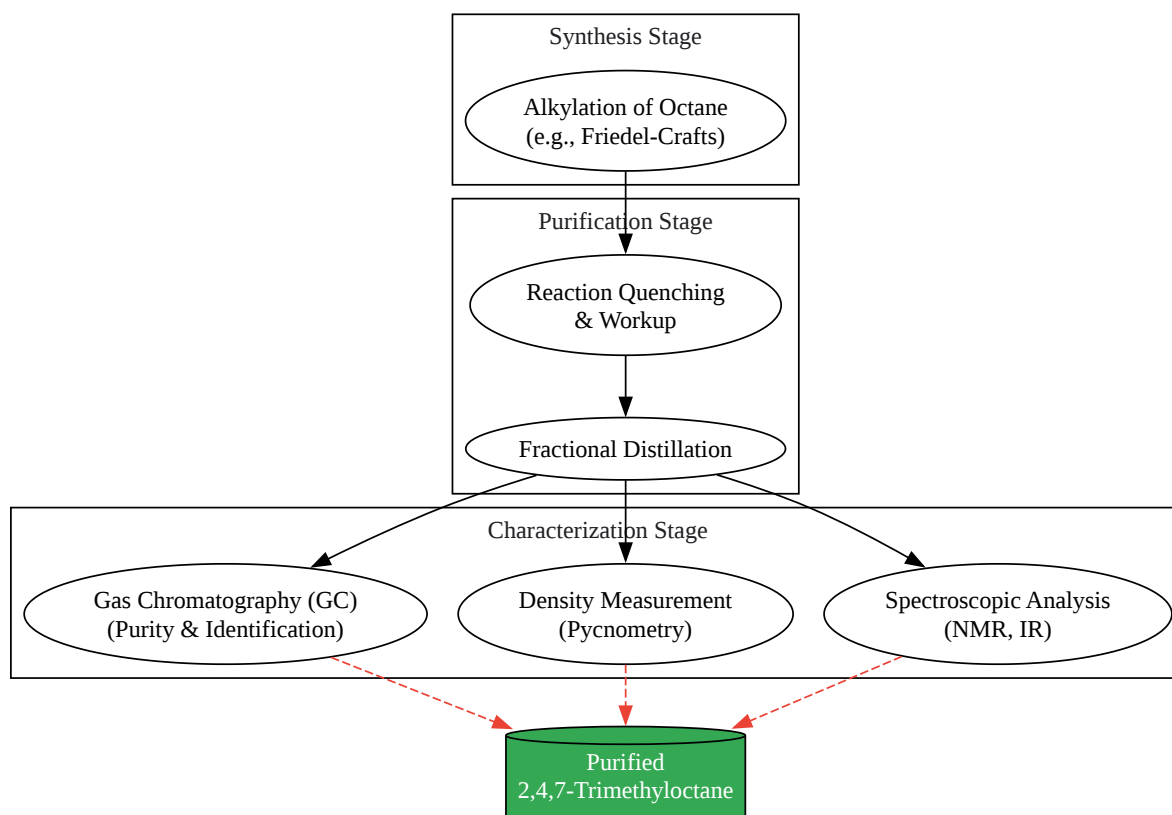 Synthesis Stage
Alkylation of Octane
(e.g., Friedel-Crafts)
Purification Stage
Reaction Quenching
& Workup
Fractional Distillation
Characterization Stage
Gas Chromatography (GC)
(Purity & Identification)
Density Measurement
(Pycnometry)
Spectroscopic Analysis
(NMR, IR)
Purified
2,4,7-Trimethyloctane